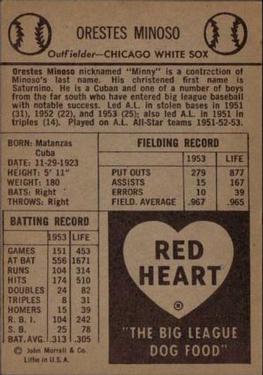 ORESTES MINOSO
Outfielder—CHICAGO WHITE SOX
Orestes Minoso nicknamed "Minny" is a contrzction of
Minoso's last name. His christened first name is
Saturnino. He is a Cuban and one of a number of boys
from the far south who have entered big league baseball
with notable success. Led A.L. in stolen bases in 1951
(31), 1952 (22), and 1953 (25); also led A.L. in 1951 in
triples (14). Played on A.L. All-Star teams 1951-52-53.
BORN: Matanzas
Cuba
DATE: 11-29-1923
HEIGHT: 5' 11"
WEIGHT: 180
BATS: Right
THROWS: Right
FIELDING RECORD
1953 LIFE
PUT OUTS 279 877
ASSISTS 15 167
ERRORS 10 39
FIELD. AVERAGE .967 .965
BATTING RECORD
1953 LIFE
GAMES 151 453
AT BAT 556 1671
RUNS 104 314
HITS 174 510
DOUBLES 24 82
TRIPLES 8 31
HOMERS 15 39
R. B. I. 104 242
S. B. 25 78
BAT. AVG. .313 .305
© John Morrell & Co.
Litho in U.S.A.
RED
HEART
®
"THE BIG LEAGUE
DOG FOOD"